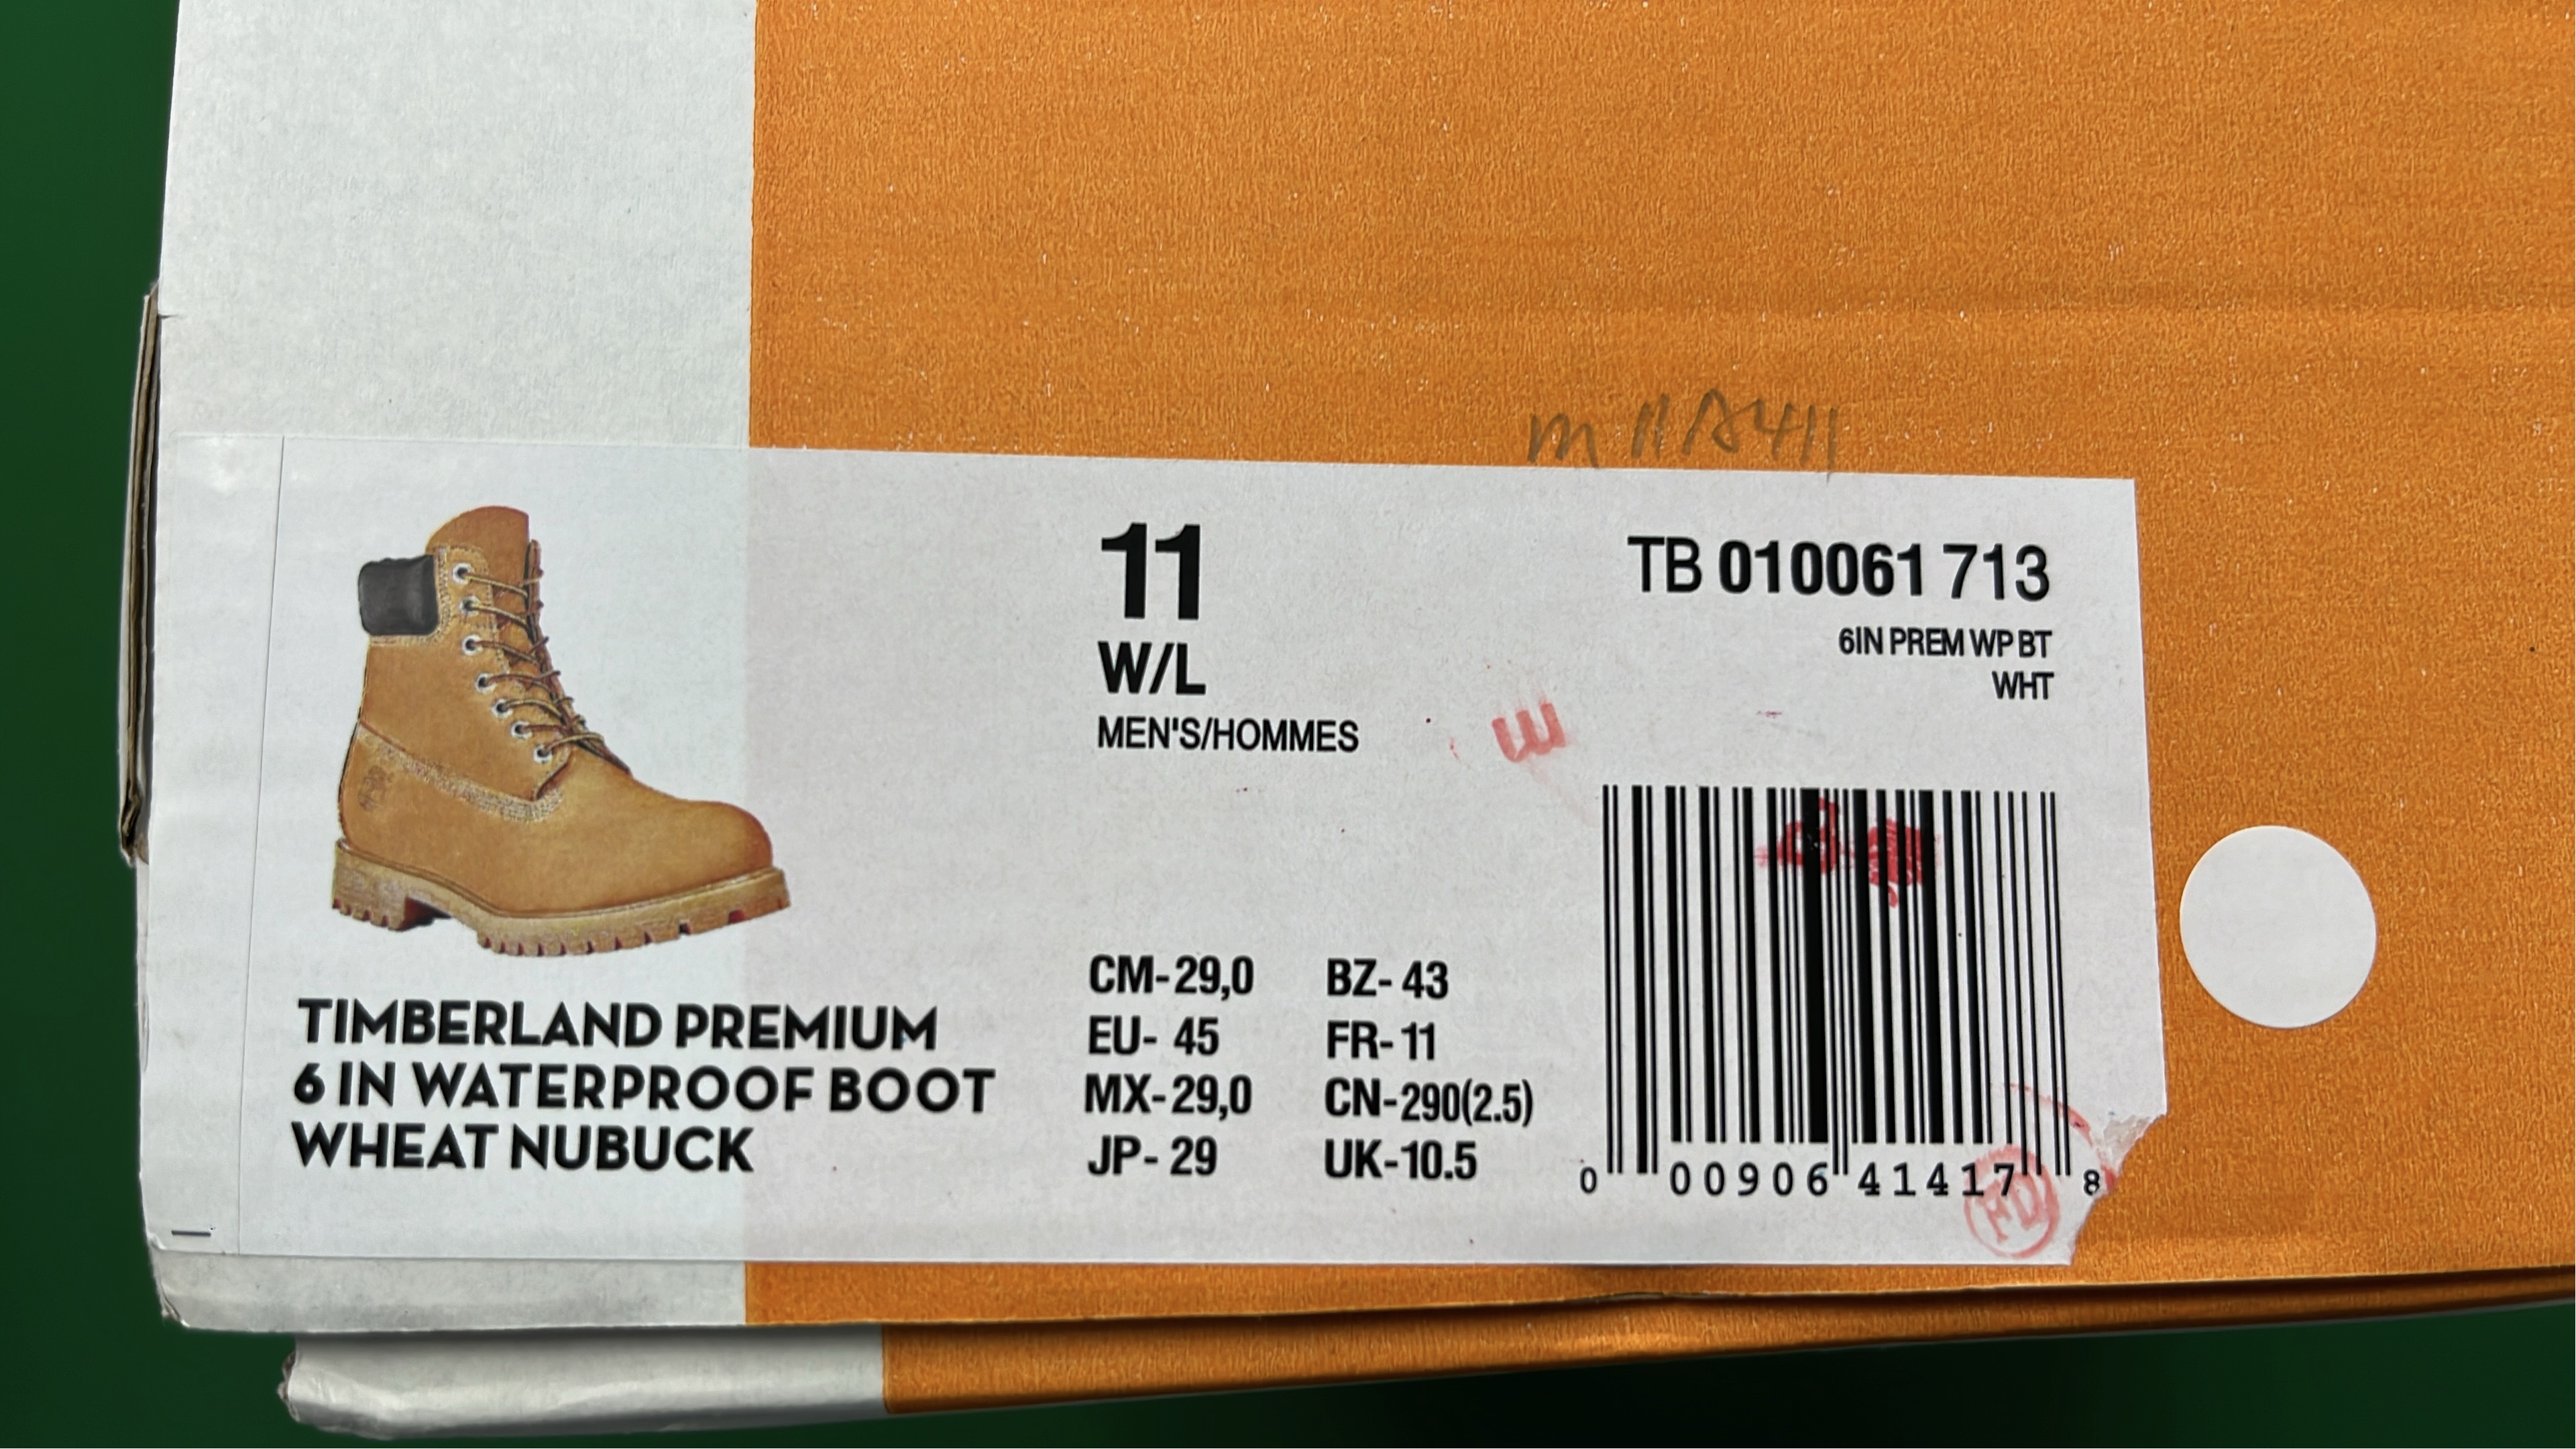 m 11 A411
11
W/L
MEN'S/HOMMES
TB 010061 713
6IN PREM WP BT
WHT
E
TIMBERLAND PREMIUM
6 IN WATERPROOF BOOT
WHEAT NUBUCK
CM-29,0 BZ-43
EU- 45 FR-11
MX-29,0 CN-290(2.5)
JP- 29 UK-10.5
0 00906 41417 8